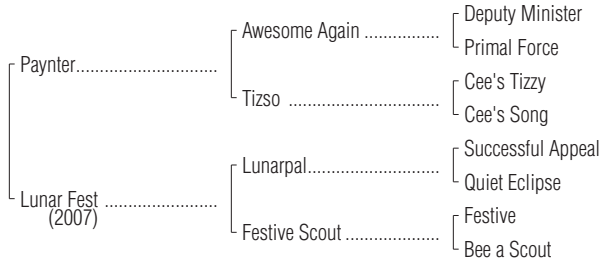 Deputy Minister
Awesome Again ................
Primal Force
Paynter..............................
Cee's Tizzy
Tizso ................................
Cee's Song
Successful Appeal
Lunarpal............................
Quiet Eclipse
Lunar Fest ........................
(2007)
Festive
Festive Scout ....................
Bee a Scout